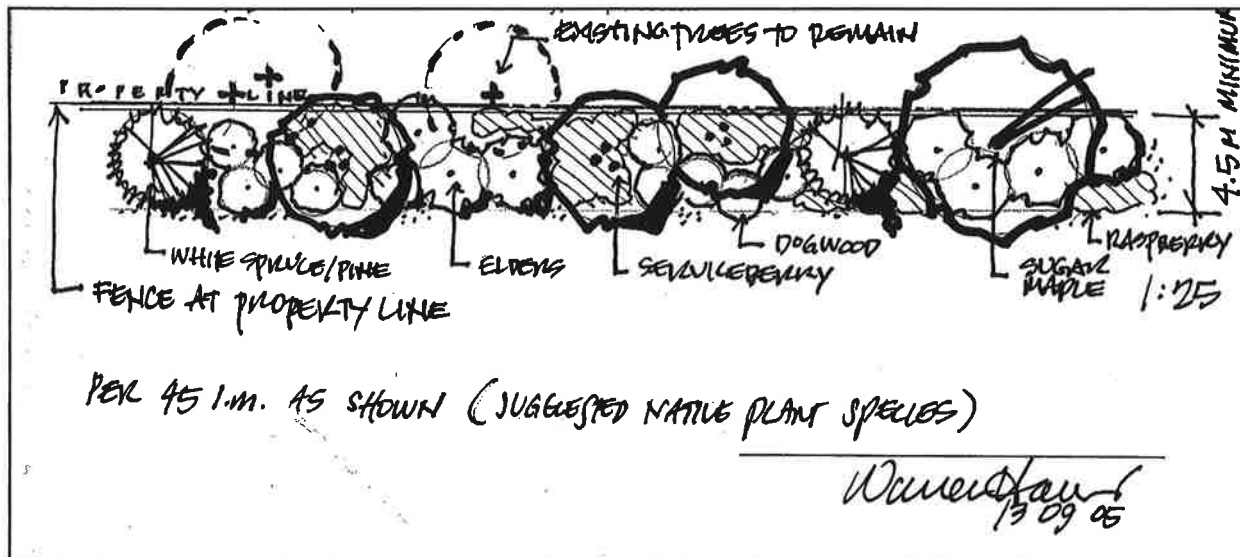 EXISTING TREES TO REMAIN
PROPERTY LINE
4.5 M MINIMUM
WHITE SPRUCE/PINE
ELDERS
SERVICEBERRY
DOGWOOD
SUGAR
MAPLE
RASPBERRY
FENCE AT PROPERTY LINE
1:25
PER 45 l.m. AS SHOWN (SUGGESTED NATIVE PLANT SPECIES)
13 09 05